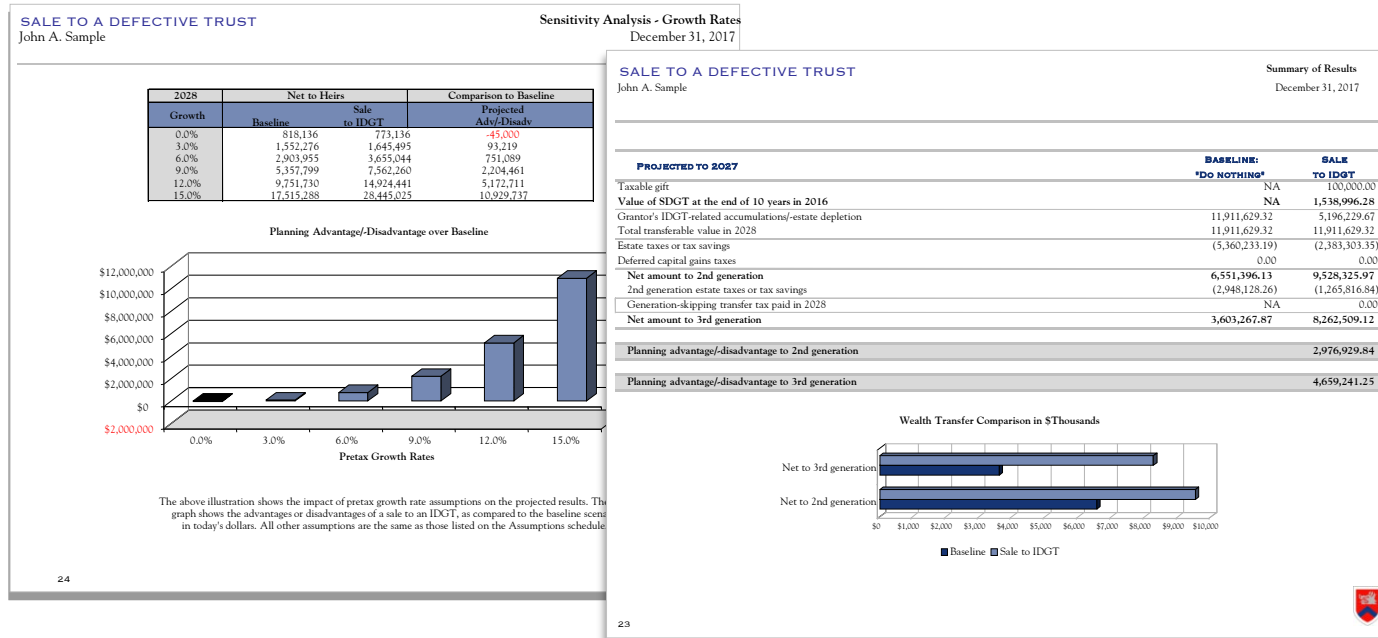 SALE TO A DEFECTIVE TRUST
Sensitivity Analysis - Growth Rates
John A. Sample
December 31, 2017
2028 Net to Heirs Comparison to Baseline
Growth Baseline Sale to IDGT Projected Adv/-Disadv
0.0% 818,136 773,136 -45,000
3.0% 1,552,276 1,645,495 93,219
6.0% 2,903,955 3,655,044 751,089
9.0% 5,357,799 7,562,260 2,204,461
12.0% 9,751,730 14,924,441 5,172,711
15.0% 17,515,288 28,445,025 10,929,737
Planning Advantage/-Disadvantage over Baseline
$12,000,000
$10,000,000
$8,000,000
$6,000,000
$4,000,000
$2,000,000
$0
$2,000,000
0.0% 3.0% 6.0% 9.0% 12.0% 15.0%
Pretax Growth Rates
The above illustration shows the impact of pretax growth rate assumptions on the projected results. The
graph shows the advantages or disadvantages of a sale to an IDGT, as compared to the baseline
in today's dollars. All other assumptions are the same as those listed on the Assumptions schedule
24
SALE TO A DEFECTIVE TRUST
Summary of Results
John A. Sample
December 31, 2017
PROJECTED TO 2027 BASELINE: "DO NOTHING" SALE TO IDGT
Taxable gift NA 100,000.00
Value of SDGT at the end of 10 years in 2016 NA 1,538,996.28
Grantor's IDGT-related accumulations/-estate depletion 11,911,629.32 5,196,229.67
Total transferable value in 2028 11,911,629.32 11,911,629.32
Estate taxes or tax savings (5,360,233.19) (2,383,303.35)
Deferred capital gains taxes 0.00 0.00
Net amount to 2nd generation 6,551,396.13 9,528,325.97
2nd generation estate taxes or tax savings (2,948,128.26) (1,265,816.84)
Generation-skipping transfer tax paid in 2028 NA 0.00
Net amount to 3rd generation 3,603,267.87 8,262,509.12
Planning advantage/-disadvantage to 2nd generation 2,976,929.84
Planning advantage/-disadvantage to 3rd generation 4,659,241.25
Wealth Transfer Comparison in $Thousands
Net to 3rd generation
Net to 2nd generation
$0 $1,000 $2,000 $3,000 $4,000 $5,000 $6,000 $7,000 $8,000 $9,000 $10,000
Baseline Sale to IDGT
23